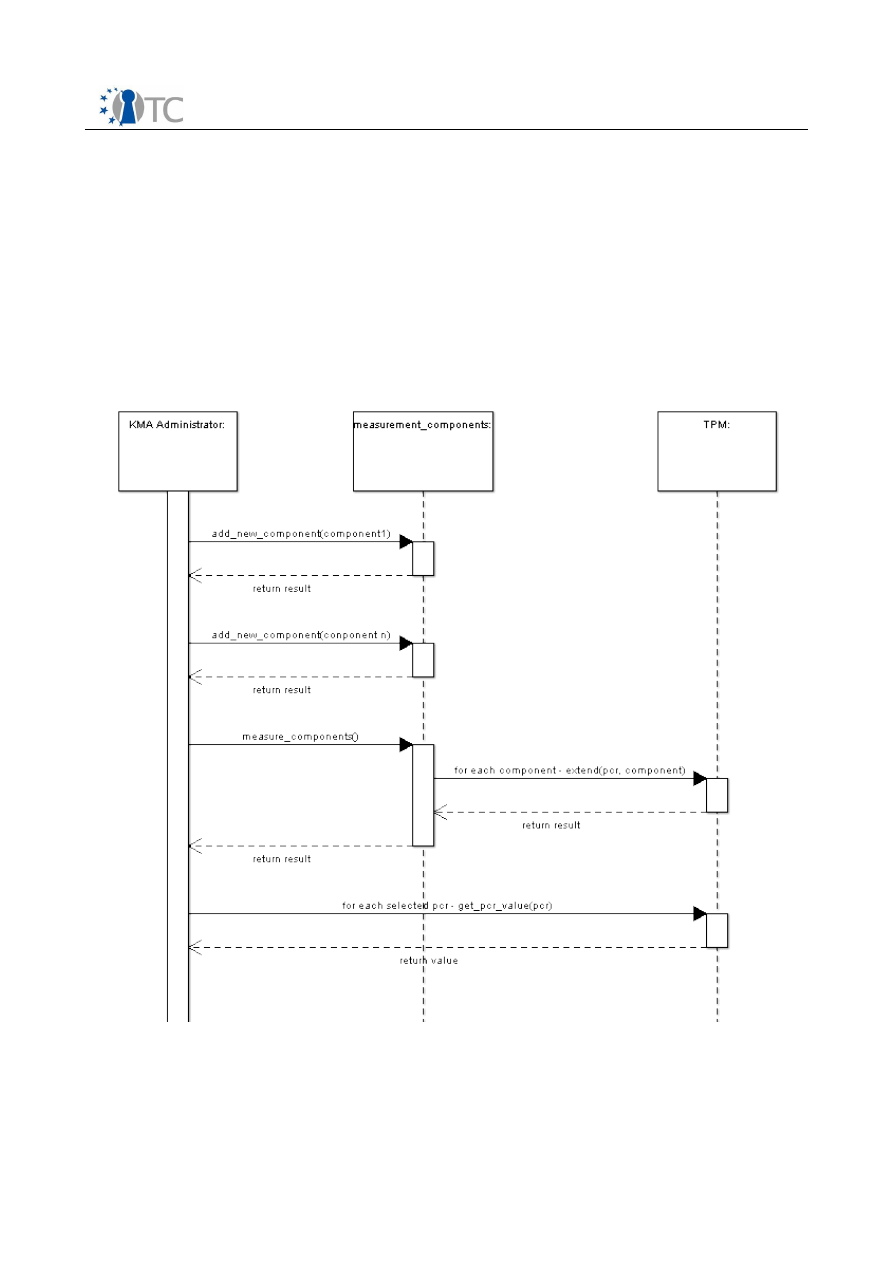 TC
KMA Administrator:
measurement_components:
TPM:
add_new_component(component1)
return result
add_new_component(conponent n)
return result
measure_components()
for each component - extend(pcr, component)
return result
return result
for each selected pcr - get_pcr_value(pcr)
return value